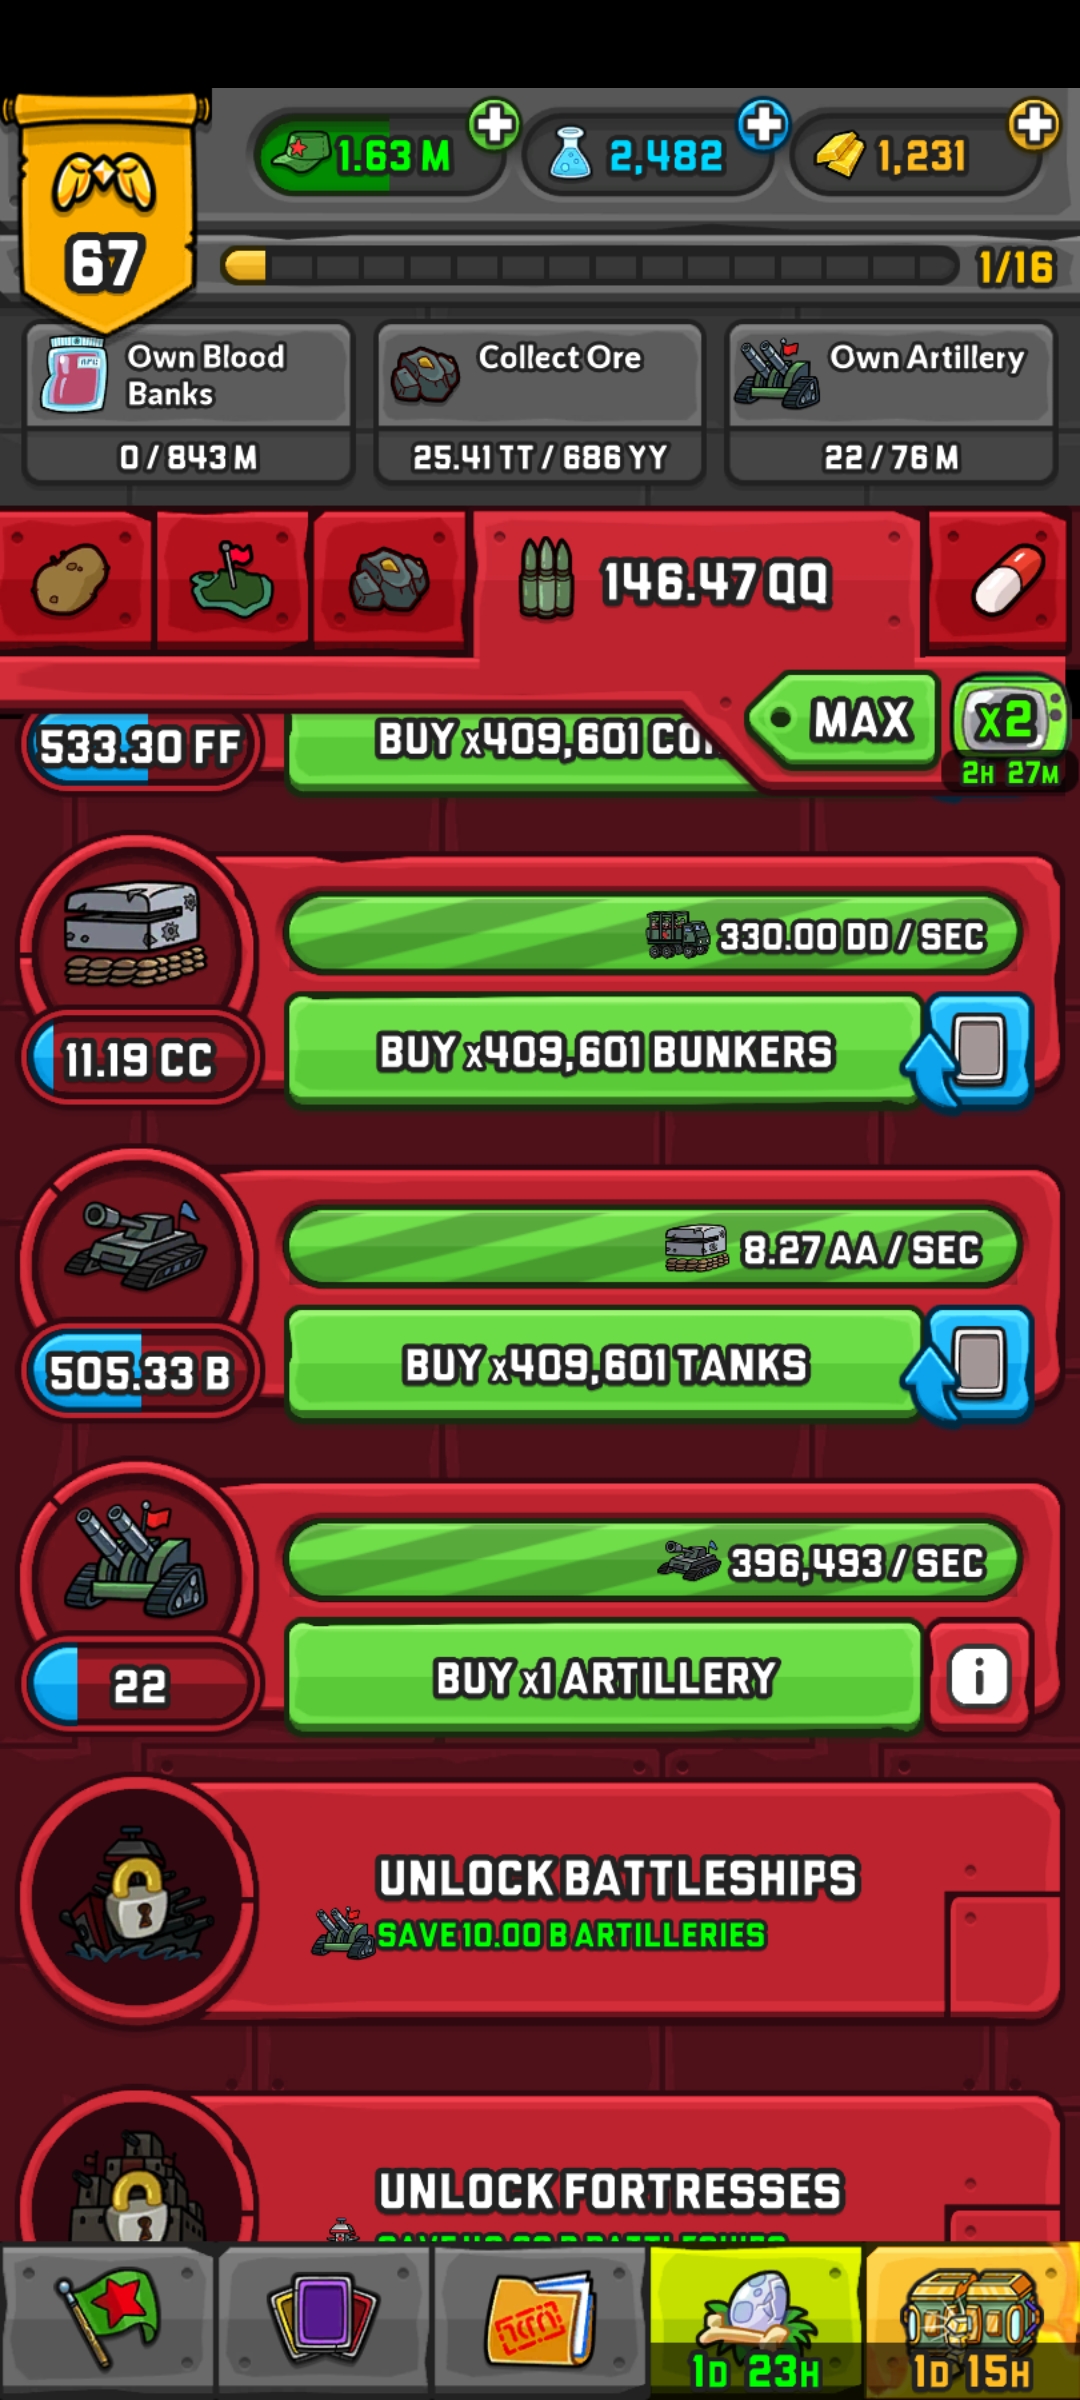 1.63 M
2,482
1,231
67
1/16
Own Blood
Banks
Collect Ore
Own Artillery
0 / 843 M
25.41 TT / 686 YY
22 / 76 M
146.47 QQ
MAX
x2
2H 27M
533.30 FF
BUY x409,601
330.00 DD / SEC
11.19 CC
BUY x409,601 BUNKERS
8.27 AA / SEC
505.33 B
BUY x409,601 TANKS
396,493 / SEC
22
BUY x1 ARTILLERY
i
UNLOCK BATTLESHIPS
SAVE 10.00 B ARTILLERIES
UNLOCK FORTRESSES
1D 23H
1D 15H